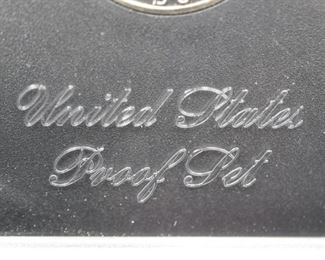 United States
Proof Set